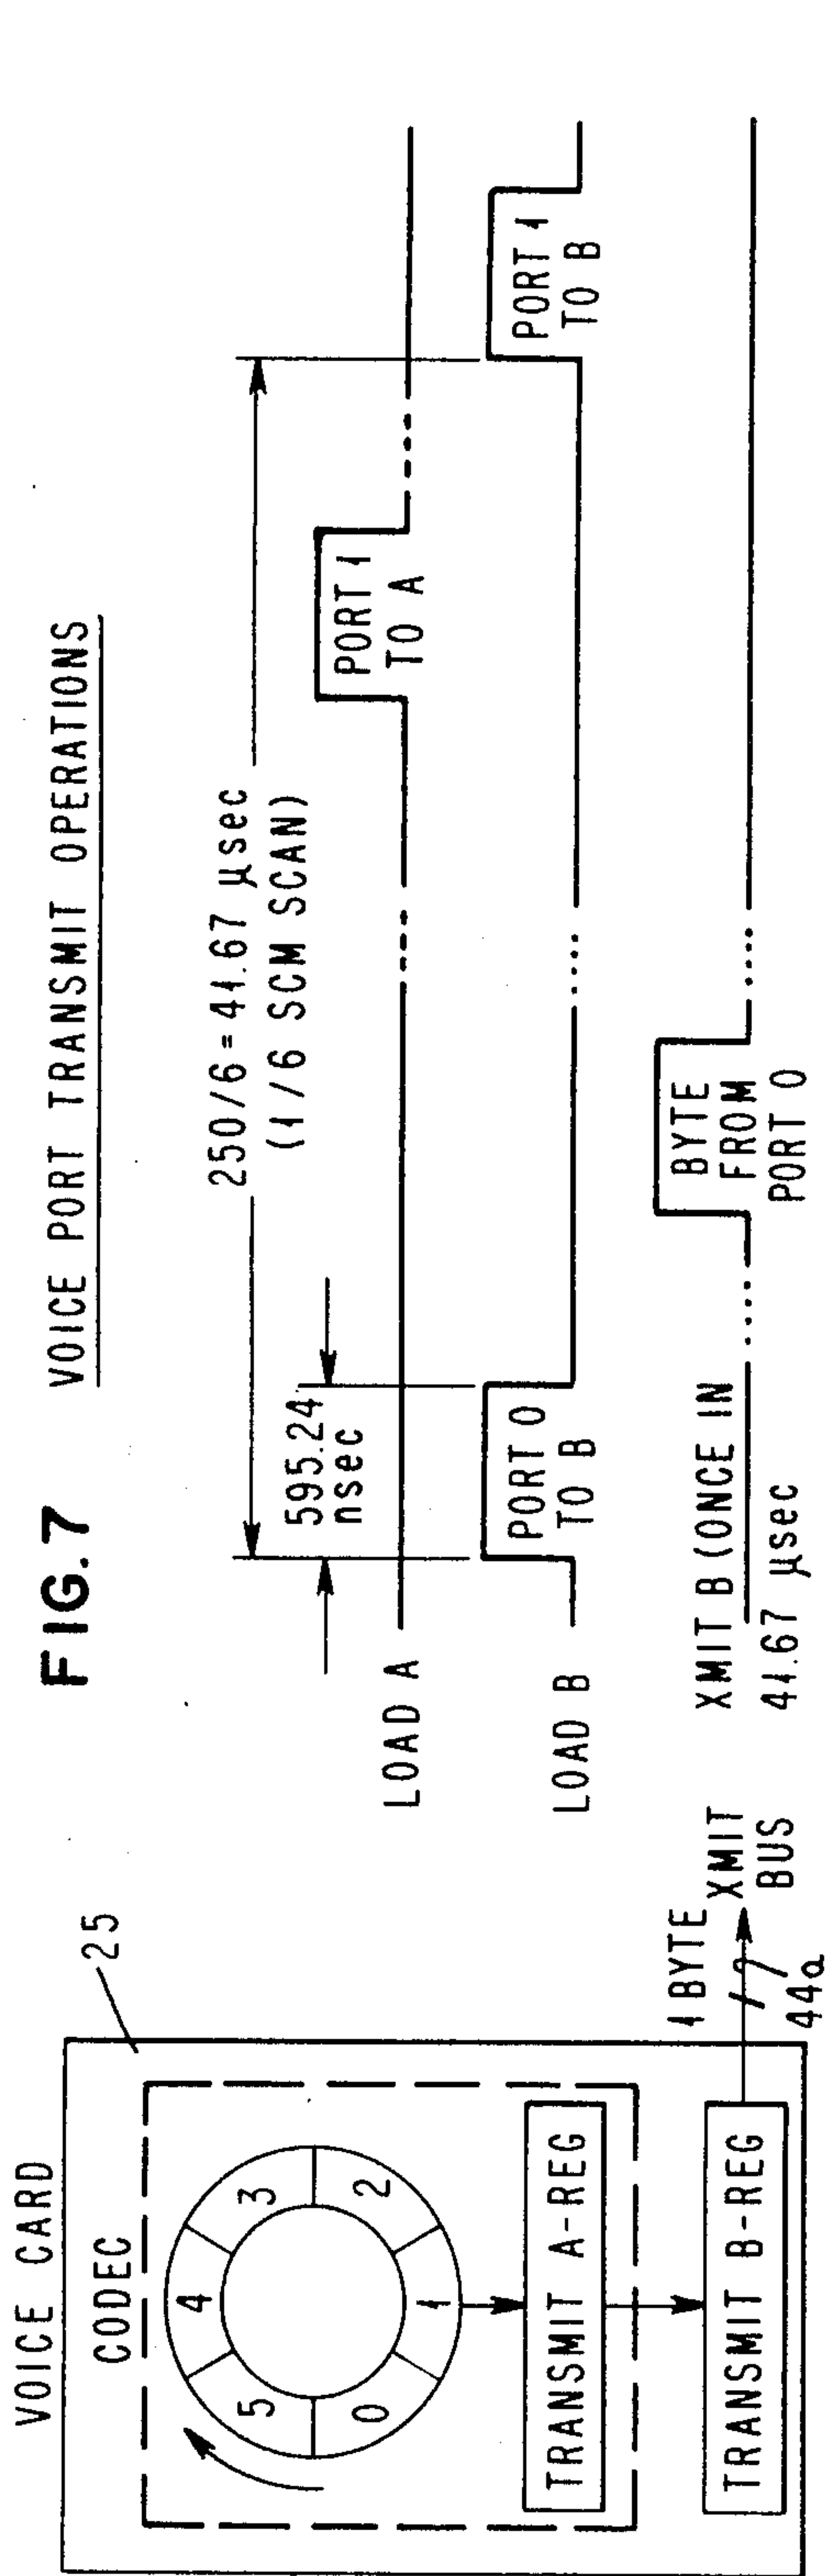 FIG. 7
VOICE PORT TRANSMIT OPERATIONS
VOICE CARD
CODEC
25
0
1
2
3
4
5
TRANSMIT A-REG
TRANSMIT B-REG
1 BYTE
XMIT
BUS
44a
595.24
nsec
250/6 = 41.67 µsec
(1/6 SCM SCAN)
LOAD A
PORT 1
TO A
LOAD B
PORT 0
TO B
PORT 1
TO B
XMIT B (ONCE IN
41.67 µsec
BYTE
FROM
PORT 0